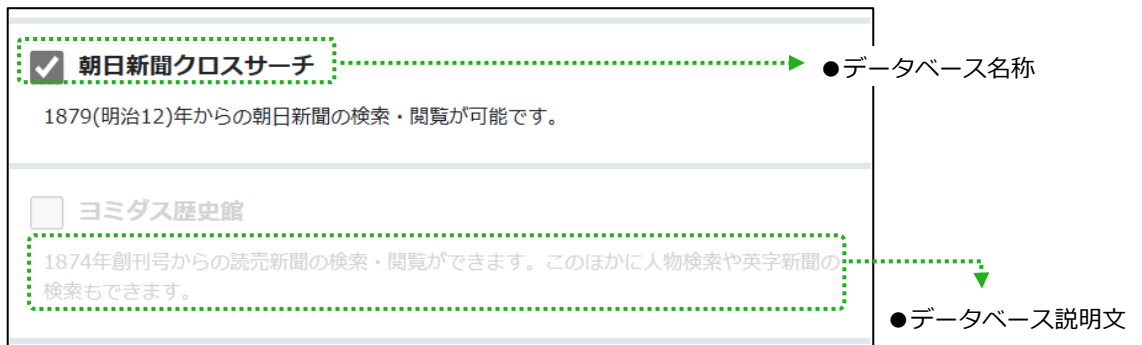 朝日新聞クロスサーチ
●データベース名称
1879(明治12)年からの朝日新聞の検索・閲覧が可能です。
ヨミダス歴史館
1874年創刊号からの読売新聞の検索・閲覧ができます。このほかに人物検索や英字新聞の
検索もできます。
●データベース説明文